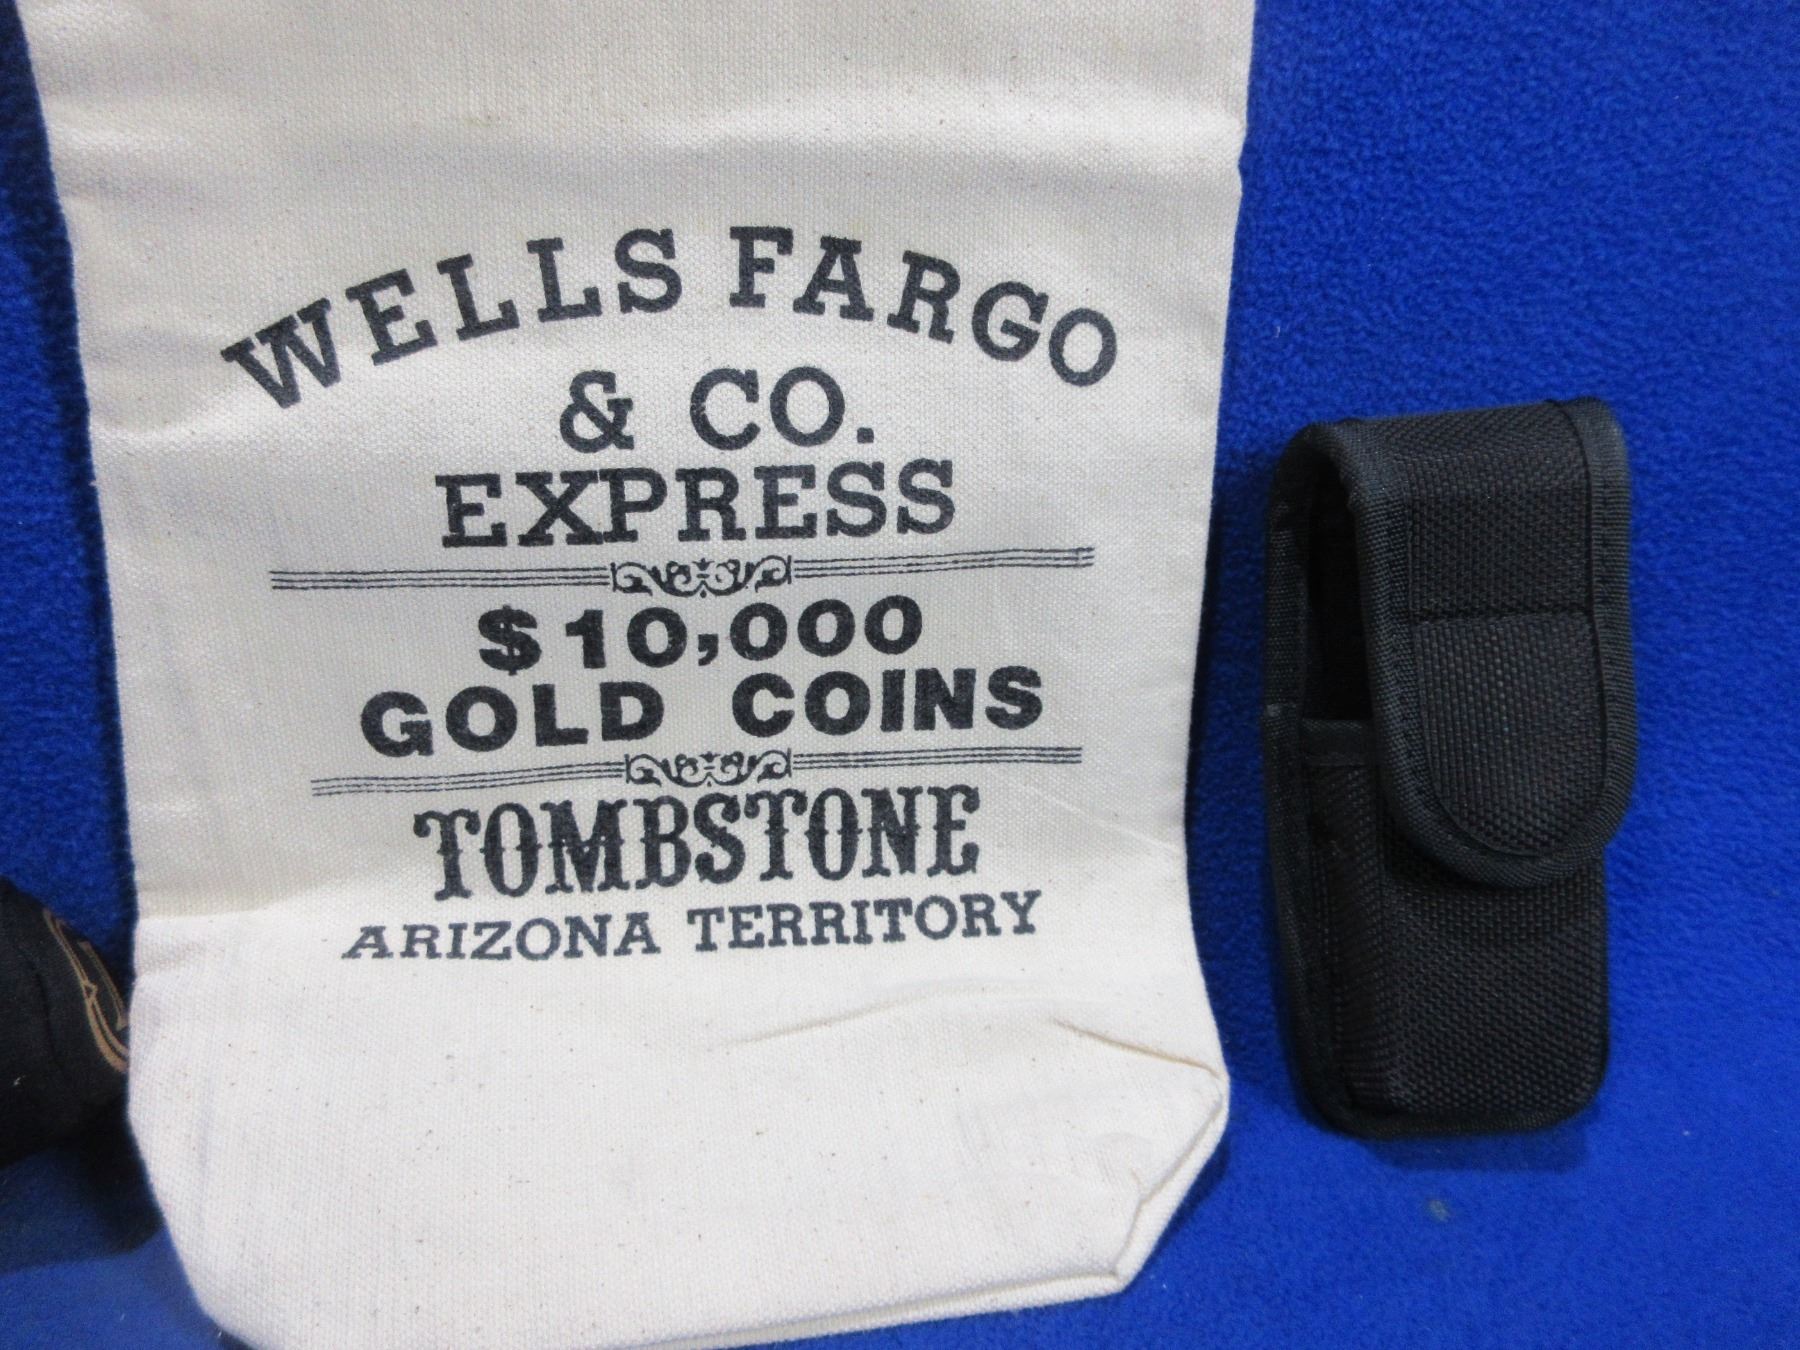 WELLS FARGO
& CO.
EXPRESS
$10,000
GOLD COINS
TOMBSTONE
ARIZONA TERRITORY